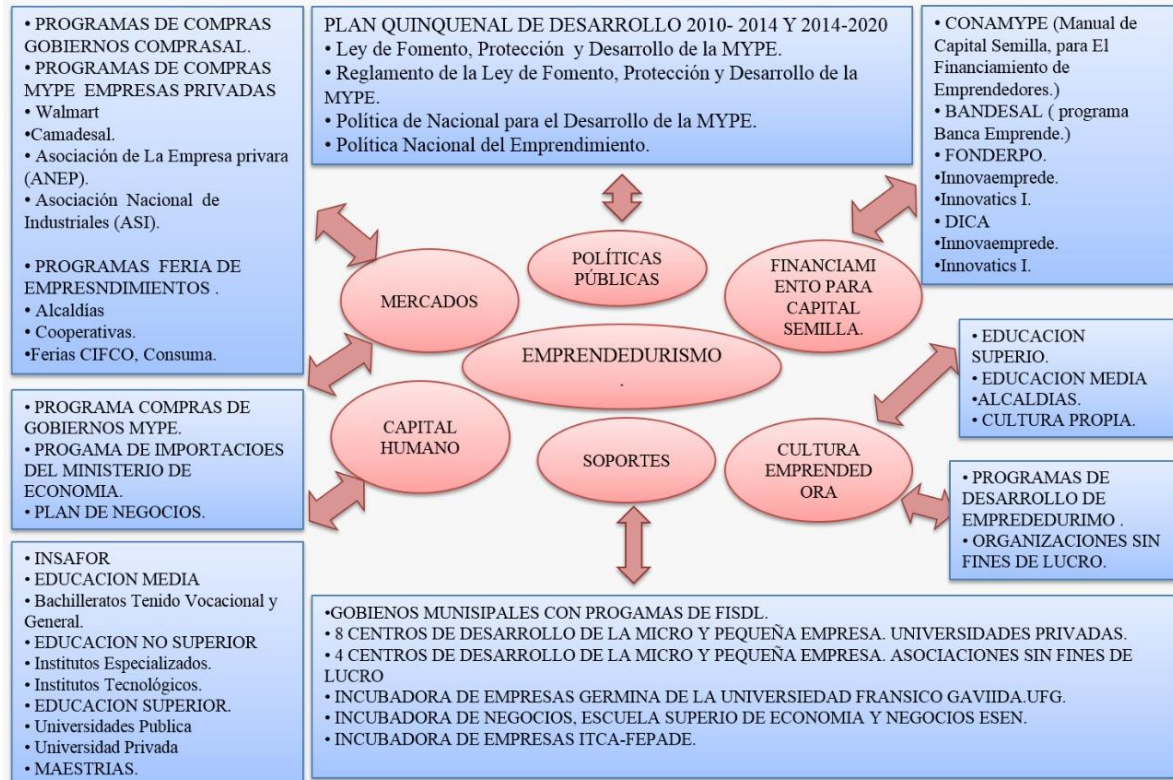 • PROGRAMAS DE COMPRAS
GOBIERNOS COMPRASAL.
• PROGRAMAS DE COMPRAS
MYPE EMPRESAS PRIVADAS
• Walmart
•Camadesal.
• Asociación de La Empresa privara
(ANEP).
• Asociación Nacional de
Industriales (ASI).
• PROGRAMAS FERIA DE
EMPRESNDIMIENTOS .
• Alcaldías
• Cooperativas.
•Ferias CIFCO, Consuma.
PLAN QUINQUENAL DE DESARROLLO 2010- 2014 Y 2014-2020
• Ley de Fomento, Protección y Desarrollo de la MYPE.
• Reglamento de la Ley de Fomento, Protección y Desarrollo de la
MYPE.
• Política de Nacional para el Desarrollo de la MYPE.
• Política Nacional del Emprendimiento.
• CONAMYPE (Manual de
Capital Semilla, para El
Financiamiento de
Emprendedores.)
• BANDESAL ( programa
Banca Emprende.)
• FONDERPO.
•Innovaemprede.
•Innovatics I.
• DICA
•Innovaemprede.
•Innovatics I.
MERCADOS
POLÍTICAS
PÚBLICAS
FINANCIAMI
ENTO PARA
CAPITAL
SEMILLA.
EMPRENDEDURISMO
.
CAPITAL
HUMANO
SOPORTES
CULTURA
EMPRENDED
ORA
• EDUCACION
SUPERIO.
• EDUCACION MEDIA
•ALCALDIAS.
• CULTURA PROPIA.
• PROGRAMA COMPRAS DE
GOBIERNOS MYPE.
• PROGAMA DE IMPORTACIOES
DEL MINISTERIO DE
ECONOMIA.
• PLAN DE NEGOCIOS.
• PROGRAMAS DE
DESARROLLO DE
EMPREDEDURIMO .
• ORGANIZACIONES SIN
FINES DE LUCRO.
• INSAFOR
• EDUCACION MEDIA
• Bachilleratos Tenido Vocacional y
General.
• EDUCACION NO SUPERIOR
• Institutos Especializados.
• Institutos Tecnológicos.
• EDUCACION SUPERIOR.
• Universidades Publica
• Universidad Privada
• MAESTRIAS.
•GOBIENOS MUNISIPALES CON PROGAMAS DE FISDL.
• 8 CENTROS DE DESARROLLO DE LA MICRO Y PEQUEÑA EMPRESA. UNIVERSIDADES PRIVADAS.
• 4 CENTROS DE DESARROLLO DE LA MICRO Y PEQUEÑA EMPRESA. ASOCIACIONES SIN FINES DE
LUCRO
• INCUBADORA DE EMPRESAS GERMINA DE LA UNIVERSIEDAD FRANSICO GAVIIDA.UFG.
• INCUBADORA DE NEGOCIOS, ESCUELA SUPERIO DE ECONOMIA Y NEGOCIOS ESEN.
• INCUBADORA DE EMPRESAS ITCA-FEPADE.